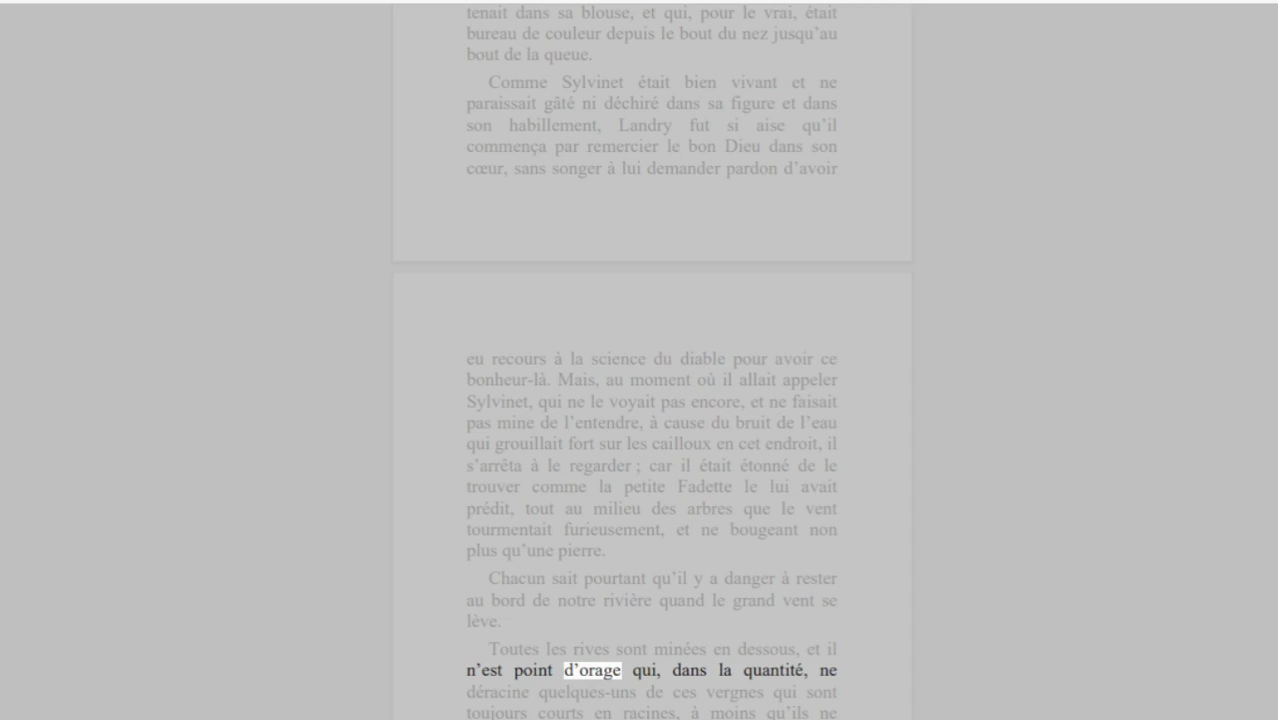 tenait dans sa blouse, et qui, pour le vrai, était
bureau de couleur depuis le bout du nez jusqu’au
bout de la queue.
Comme Sylvinet était bien vivant et ne
paraissait gâté ni déchiré dans sa figure et dans
son habillement, Landry fut si aise qu’il
commença par remercier le bon Dieu dans son
cœur, sans songer à lui demander pardon d’avoir
eu recours à la science du diable pour avoir ce
bonheur-là. Mais, au moment où il allait appeler
Sylvinet, qui ne le voyait pas encore, et ne faisait
pas mine de l’entendre, à cause du bruit de l’eau
qui grouillait fort sur les cailloux en cet endroit, il
s’arrêta à le regarder ; car il était étonné de le
trouver comme la petite Fadette le lui avait
prédit, tout au milieu des arbres que le vent
tourmentait furieusement, et ne bougeant non
plus qu’une pierre.
Chacun sait pourtant qu’il y a danger à rester
au bord de notre rivière quand le grand vent se
lève.
Toutes les rives sont minées en dessous, et il
n’est point d’orage qui, dans la quantité, ne
déracine quelques-uns de ces vergnes qui sont
toujours courts en racines, à moins qu’ils ne